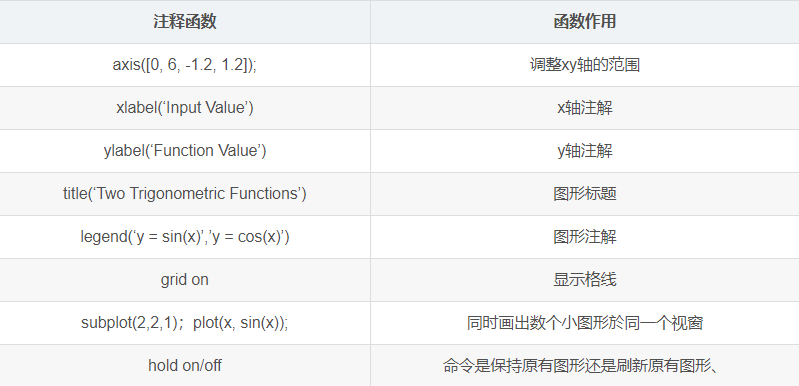 注释函数 函数作用
axis([0, 6, -1.2, 1.2]); 调整xy轴的范围
xlabel(‘Input Value’) x轴注解
ylabel(‘Function Value’) y轴注解
title(‘Two Trigonometric Functions’) 图形标题
legend(‘y = sin(x)’,’y = cos(x)’) 图形注解
grid on 显示格线
subplot(2,2,1)；plot(x, sin(x)); 同时画出数个小图形於同一个视窗
hold on/off 命令是保持原有图形还是刷新原有图形、